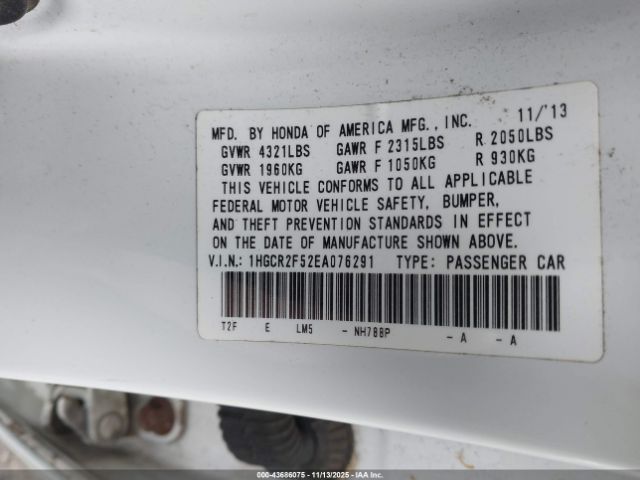 11/'13
MFD. BY HONDA OF AMERICA MFG., INC.
GVWR 4321LBS GAWR F 2315LBS R 2050LBS
GVWR 1960KG GAWR F 1050KG R 930KG
THIS VEHICLE CONFORMS TO ALL APPLICABLE
FEDERAL MOTOR VEHICLE SAFETY, BUMPER,
AND THEFT PREVENTION STANDARDS IN EFFECT
ON THE DATE OF MANUFACTURE SHOWN ABOVE.
V.I.N.: 1HGCR2F52EA076291 TYPE: PASSENGER CAR
T2F E LM5 - NH788P - A - A
000-43686075 | 11/13/2025 | IAA Inc.